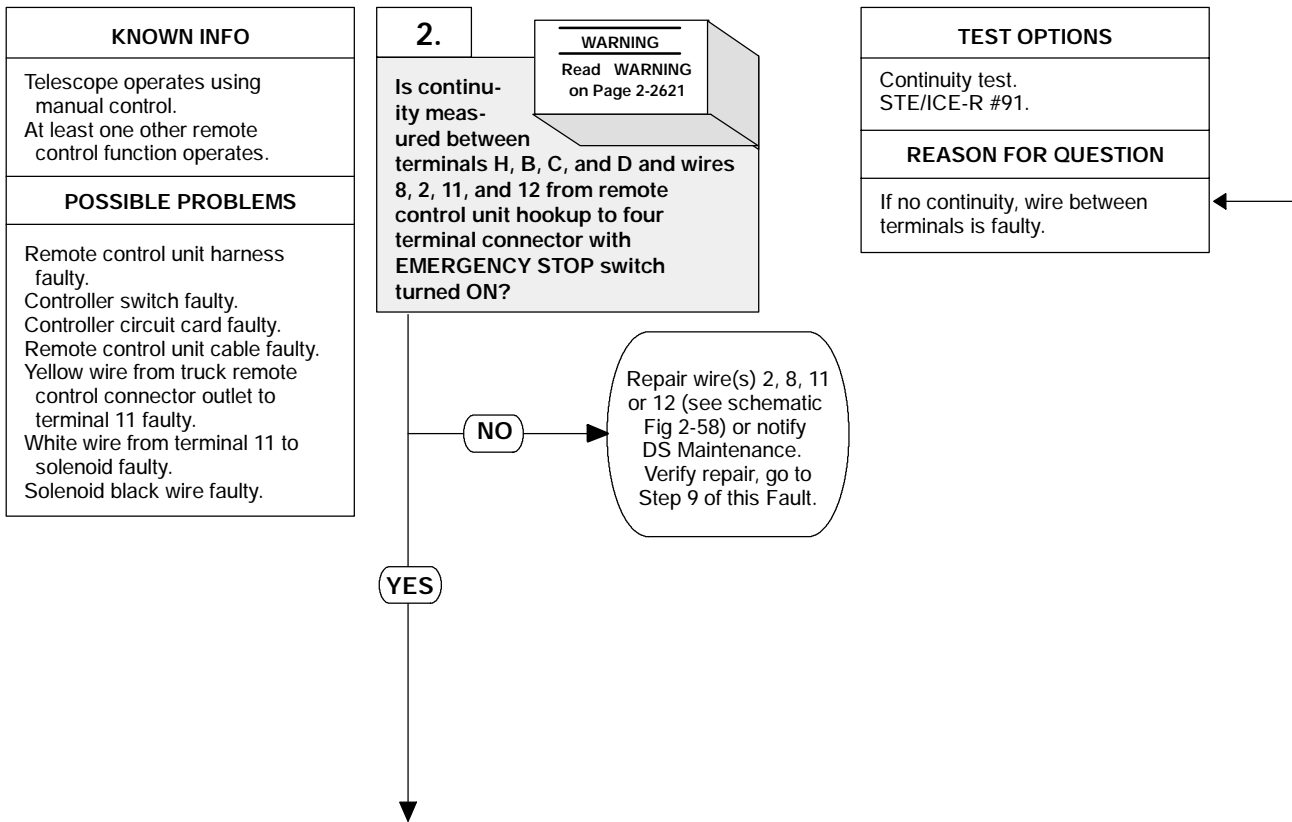 KNOWN INFO
Telescope operates using
manual control.
At least one other remote
control function operates.
POSSIBLE PROBLEMS
Remote control unit harness
faulty.
Controller switch faulty.
Controller circuit card faulty.
Remote control unit cable faulty.
Yellow wire from truck remote
control connector outlet to
terminal 11 faulty.
White wire from terminal 11 to
solenoid faulty.
Solenoid black wire faulty.
2.
WARNING
Read WARNING
on Page 2-2621
Is continu-
ity meas-
ured between
terminals H, B, C, and D and wires
8, 2, 11, and 12 from remote
control unit hookup to four
terminal connector with
EMERGENCY STOP switch
turned ON?
NO
Repair wire(s) 2, 8, 11
or 12 (see schematic
Fig 2-58) or notify
DS Maintenance.
Verify repair, go to
Step 9 of this Fault.
YES
TEST OPTIONS
Continuity test.
STE/ICE-R #91.
REASON FOR QUESTION
If no continuity, wire between
terminals is faulty.